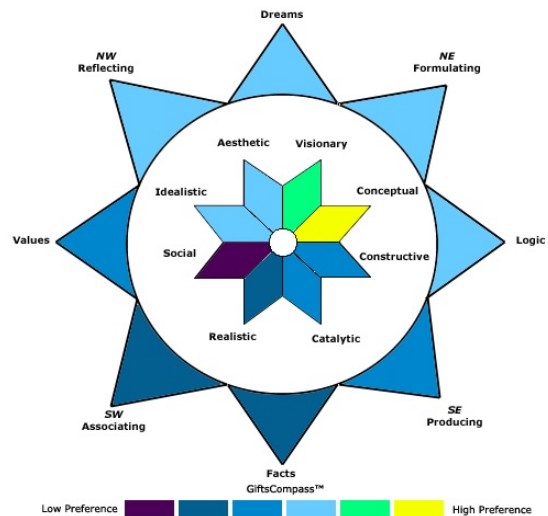 Dreams
NW
Reflecting
NE
Formulating
Aesthetic
Visionary
Idealistic
Conceptual
Values
Logic
Social
Constructive
Realistic
Catalytic
SW
Associating
SE
Producing
Facts
GiftsCompass™
Low Preference
High Preference